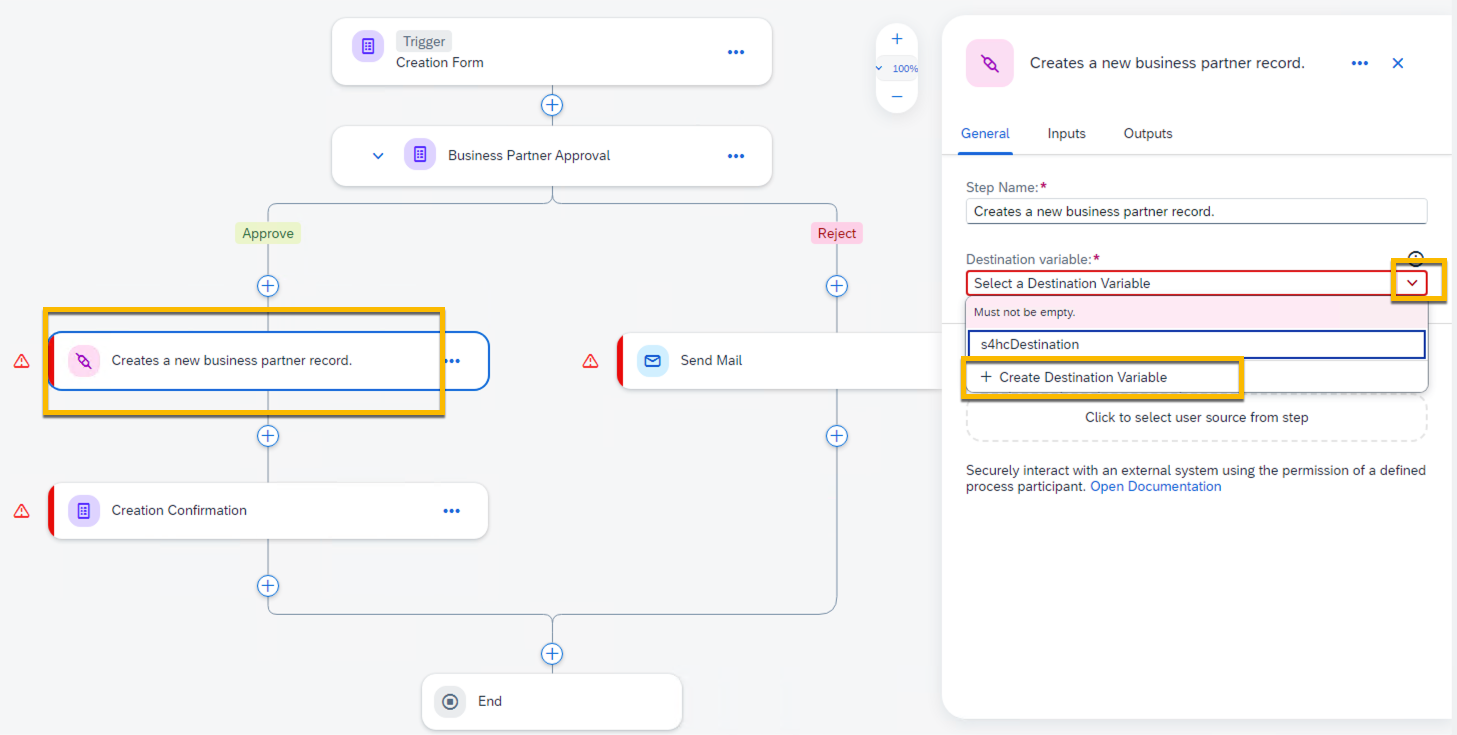 Trigger
Creation Form
Business Partner Approval
Approve
Reject
Creates a new business partner record.
Send Mail
Creation Confirmation
End
100%
Creates a new business partner record.
General Inputs Outputs
Step Name:*
Creates a new business partner record.
Destination variable:*
Select a Destination Variable
Must not be empty.
s4hcDestination
+ Create Destination Variable
Click to select user source from step
Securely interact with an external system using the permission of a defined
process participant. Open Documentation